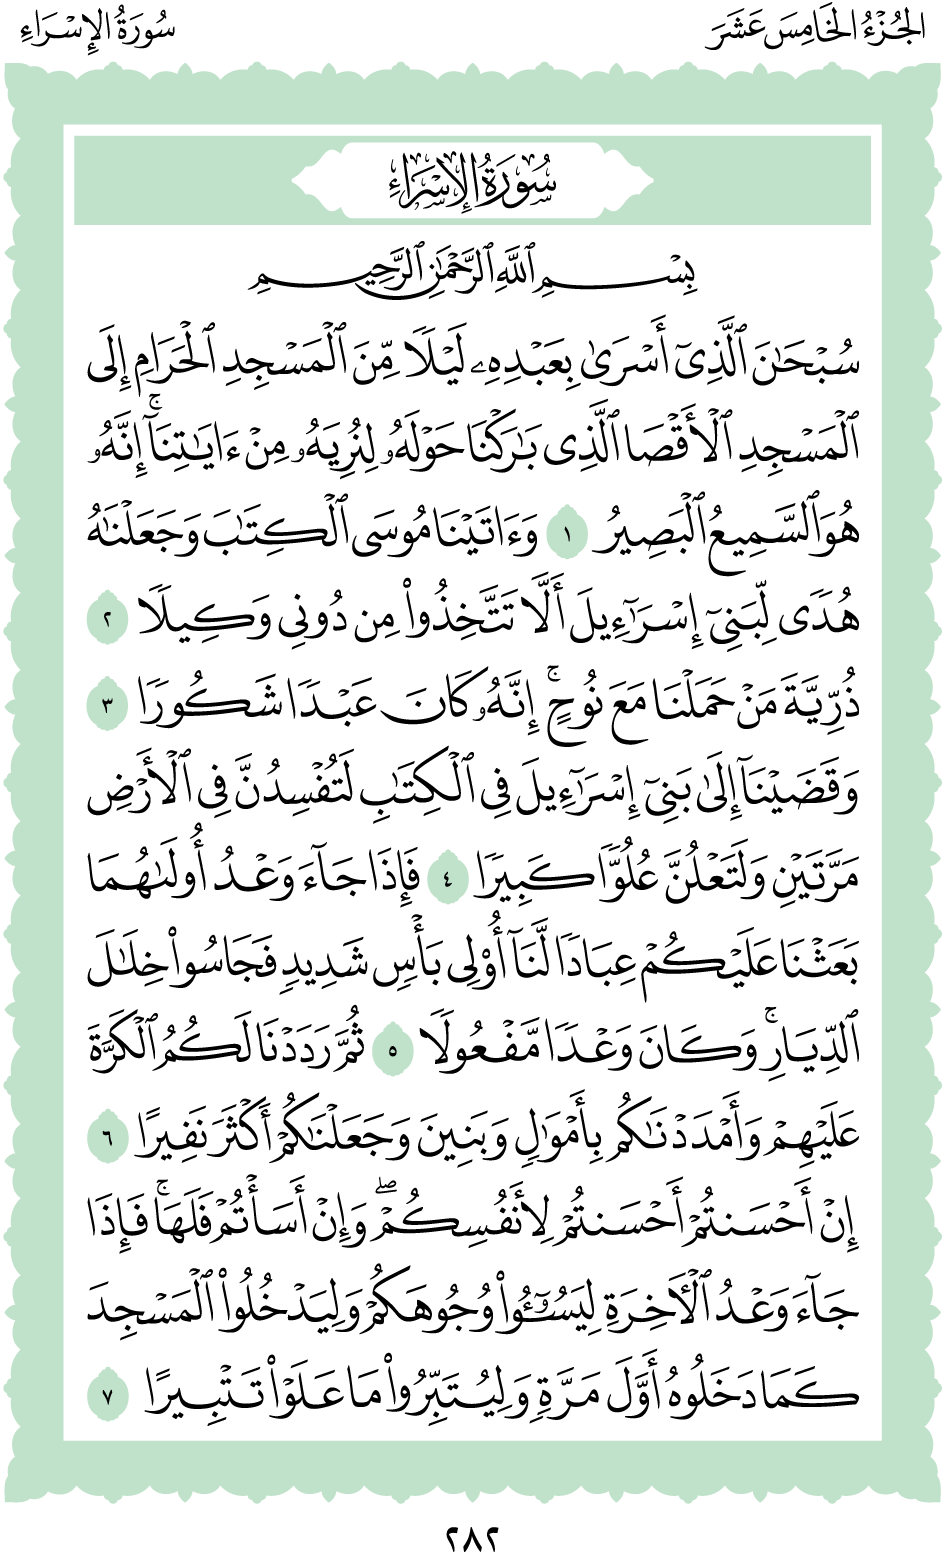 الجُزْءُ الخَامِسَ عَشَرَ
سُورَةُ الإِسْرَاءِ
سُورَةُ الإِسْرَاءِ
بِسْمِ ٱللَّهِ ٱلرَّحْمَٰنِ ٱلرَّحِيمِ
سُبْحَٰنَ ٱلَّذِىٓ أَسْرَىٰ بِعَبْدِهِۦ لَيْلًا مِّنَ ٱلْمَسْجِدِ ٱلْحَرَامِ إِلَى
ٱلْمَسْجِدِ ٱلْأَقْصَا ٱلَّذِى بَٰرَكْنَا حَوْلَهُۥ لِنُرِيَهُۥ مِنْ ءَايَٰتِنَآ ۚ إِنَّهُۥ
هُوَ ٱلسَّمِيعُ ٱلْبَصِيرُ ١ وَءَاتَيْنَا مُوسَى ٱلْكِتَٰبَ وَجَعَلْنَٰهُ
هُدًى لِّبَنِىٓ إِسْرَٰٓءِيلَ أَلَّا تَتَّخِذُوا۟ مِن دُونِى وَكِيلًا ٢
ذُرِّيَّةَ مَنْ حَمَلْنَا مَعَ نُوحٍ ۚ إِنَّهُۥ كَانَ عَبْدًا شَكُورًا ٣
وَقَضَيْنَآ إِلَىٰ بَنِىٓ إِسْرَٰٓءِيلَ فِى ٱلْكِتَٰبِ لَتُفْسِدُنَّ فِى ٱلْأَرْضِ
مَرَّتَيْنِ وَلَتَعْلُنَّ عُلُوًّا كَبِيرًا ٤ فَإِذَا جَآءَ وَعْدُ أُولَىٰهُمَا
بَعَثْنَا عَلَيْكُمْ عِبَادًا لَّنَآ أُو۟لِى بَأْسٍ شَدِيدٍ فَجَاسُوا۟ خِلَٰلَ
ٱلدِّيَارِ ۚ وَكَانَ وَعْدًا مَّفْعُولًا ٥ ثُمَّ رَدَدْنَا لَكُمُ ٱلْكَرَّةَ
عَلَيْهِمْ وَأَمْدَدْنَٰكُم بِأَمْوَٰلٍ وَبَنِينَ وَجَعَلْنَٰكُمْ أَكْثَرَ نَفِيرًا ٦
إِنْ أَحْسَنتُمْ أَحْسَنتُمْ لِأَنفُسِكُمْ ۖ وَإِنْ أَسَأْتُمْ فَلَهَا ۚ فَإِذَا
جَآءَ وَعْدُ ٱلْـَٔاخِرَةِ لِيَسُـۥٓـُٔوا۟ وُجُوهَكُمْ وَلِيَدْخُلُوا۟ ٱلْمَسْجِدَ
كَمَا دَخَلُوهُ أَوَّلَ مَرَّةٍ وَلِيُتَبِّرُوا۟ مَا عَلَوْا۟ تَتْبِيرًا ٧
٢٨٢